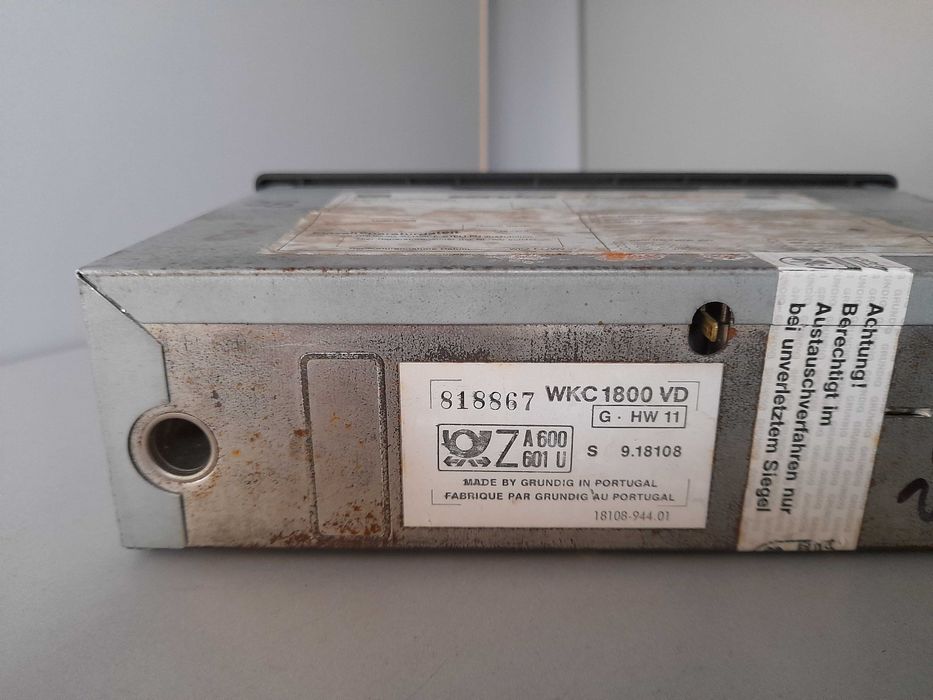 818867 WKC 1800 VD
G · HW 11
Z A 600
601 U
S 9.18108
MADE BY GRUNDIG IN PORTUGAL
FABRIQUE PAR GRUNDIG AU PORTUGAL
18108-944.01
Achtung!
Berechtigt im
Austauschverfahren nur
bei unverletztem Siegel